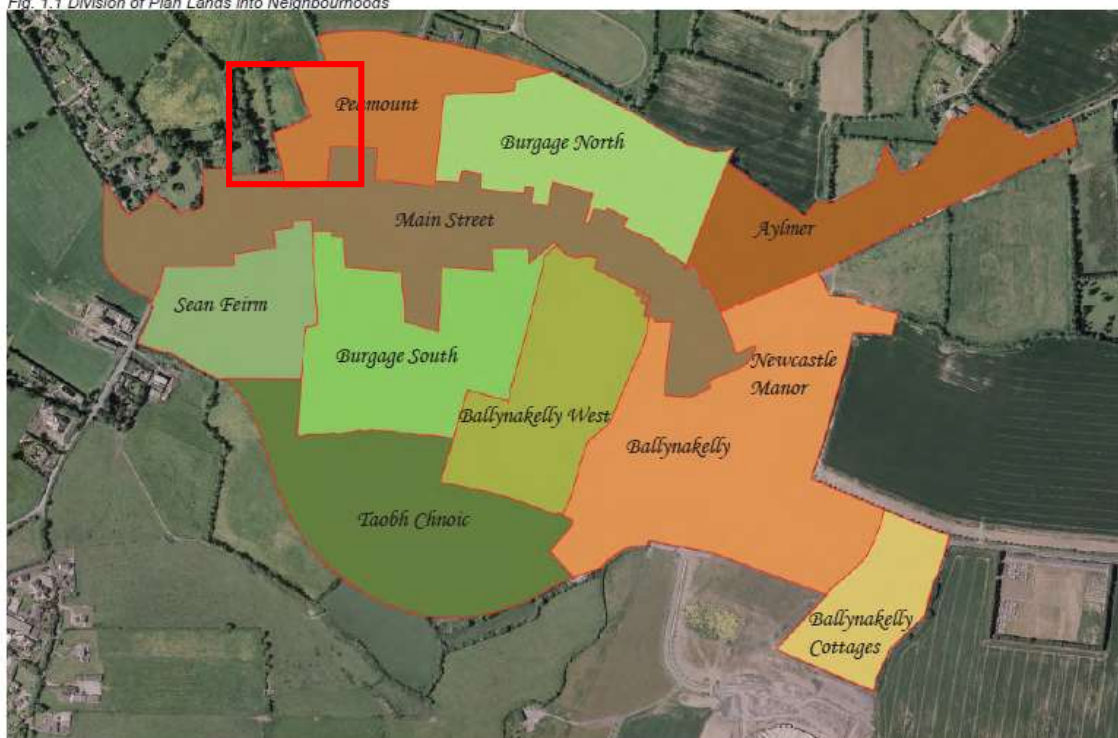 Fig. 1.1 Division of Plan Lands into Neighbourhoods
Peamount
Burgage North
Main Street
Aylmer
Sean Feirm
Burgage South
Newcastle
Manor
Ballynakelly West
Ballynakelly
Taobh Chnoic
Ballynakelly
Cottages